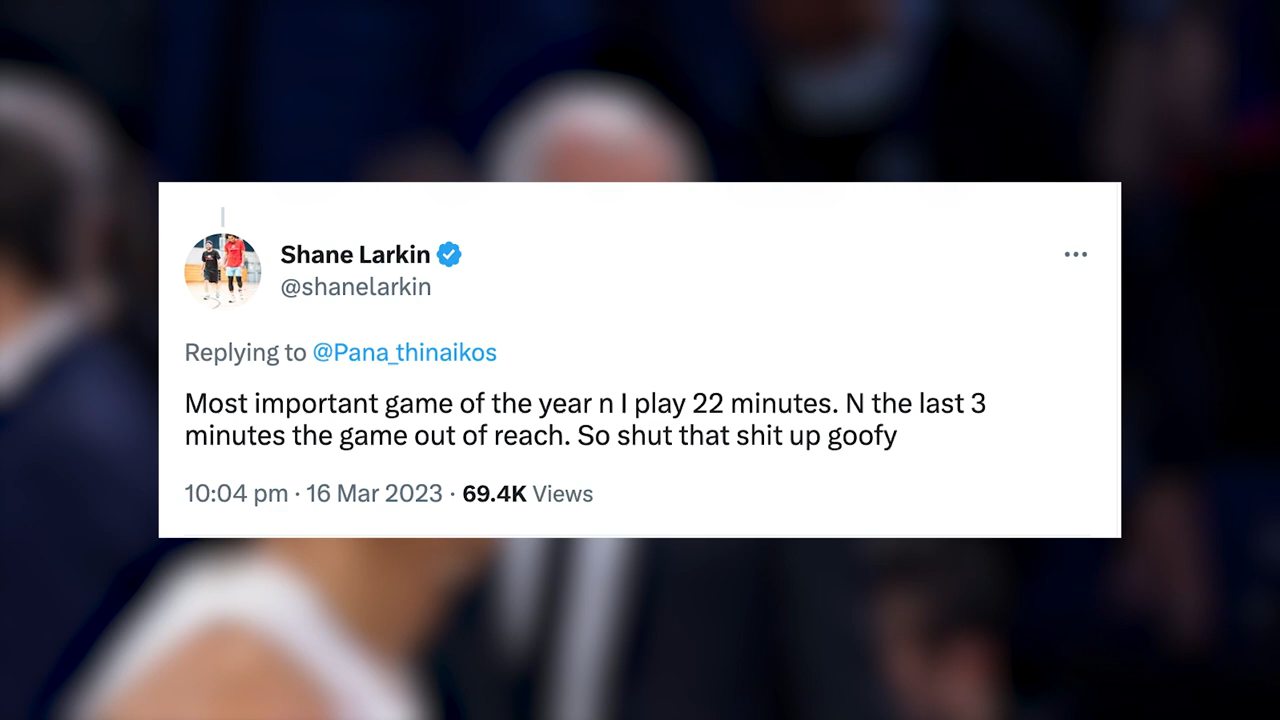 Shane Larkin
@shanelarkin
Replying to @Pana_thinaikos
Most important game of the year n I play 22 minutes. N the last 3
minutes the game out of reach. So shut that shit up goofy
10:04 pm · 16 Mar 2023 · 69.4K Views